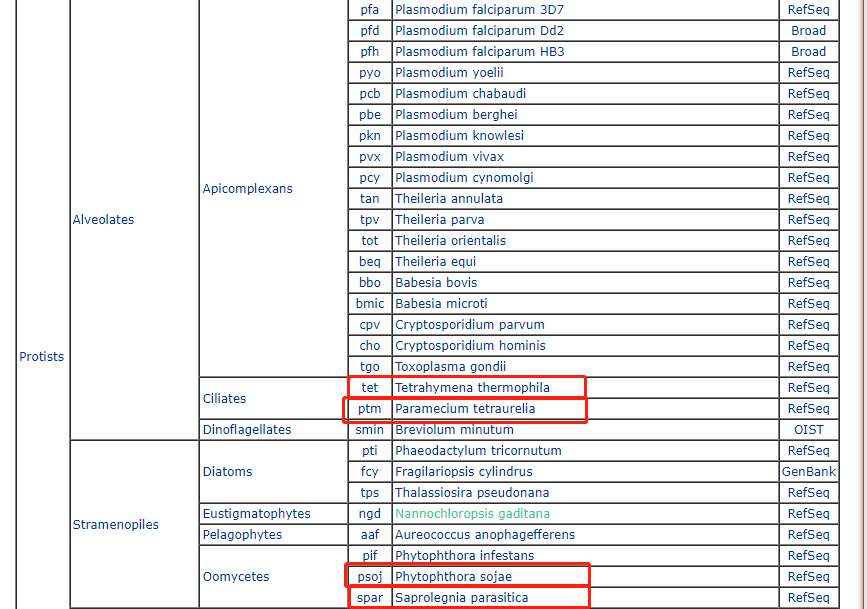 pfa Plasmodium falciparum 3D7 RefSeq
pfd Plasmodium falciparum Dd2 Broad
pfh Plasmodium falciparum HB3 Broad
pyo Plasmodium yoelii RefSeq
pcb Plasmodium chabaudi RefSeq
pbe Plasmodium berghei RefSeq
pkn Plasmodium knowlesi RefSeq
pvx Plasmodium vivax RefSeq
pcy Plasmodium cynomolgi RefSeq
Apicomplexans
tan Theileria annulata RefSeq
Alveolates
tpv Theileria parva RefSeq
tot Theileria orientalis RefSeq
beq Theileria equi RefSeq
bbo Babesia bovis RefSeq
bmic Babesia microti RefSeq
cpv Cryptosporidium parvum RefSeq
cho Cryptosporidium hominis RefSeq
Protists
tgo Toxoplasma gondii RefSeq
tet Tetrahymena thermophila RefSeq
Ciliates
ptm Paramecium tetraurelia RefSeq
Dinoflagellates smin Breviolum minutum OIST
pti Phaeodactylum tricornutum RefSeq
Diatoms fcy Fragilariopsis cylindrus GenBank
tps Thalassiosira pseudonana RefSeq
Eustigmatophytes ngd Nannochloropsis gaditana RefSeq
Stramenopiles
Pelagophytes aaf Aureococcus anophagefferens RefSeq
pif Phytophthora infestans RefSeq
Oomycetes psoj Phytophthora sojae RefSeq
spar Saprolegnia parasitica RefSeq